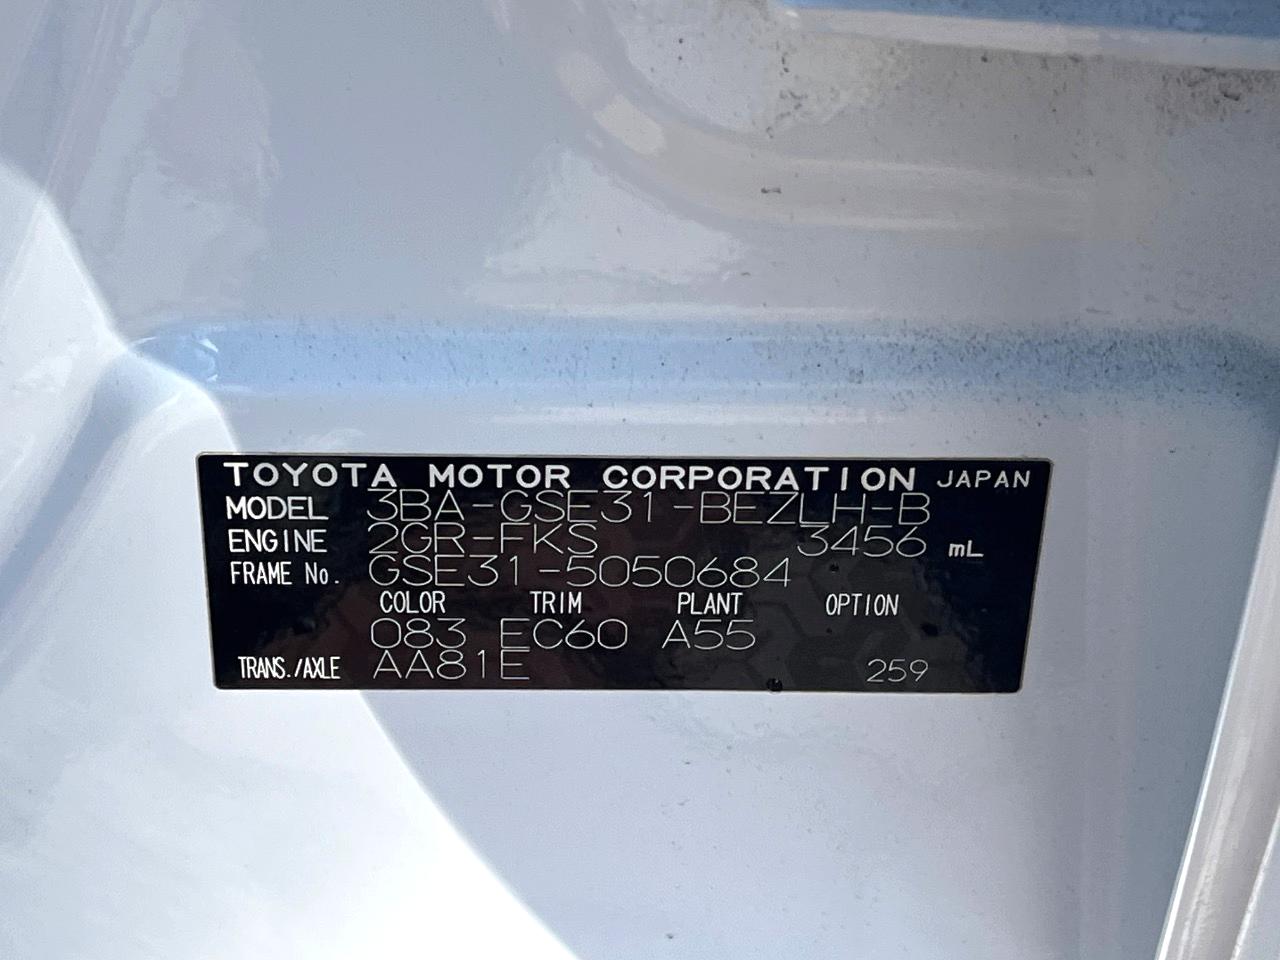 TOYOTA MOTOR CORPORATION JAPAN
MODEL 3BA-GSE31-BEZLH-B
ENGINE 2GR-FKS 3456 mL
FRAME No. GSE31-5050684
COLOR TRIM PLANT OPTION
083 EC60 A55
TRANS./AXLE AA81E 259